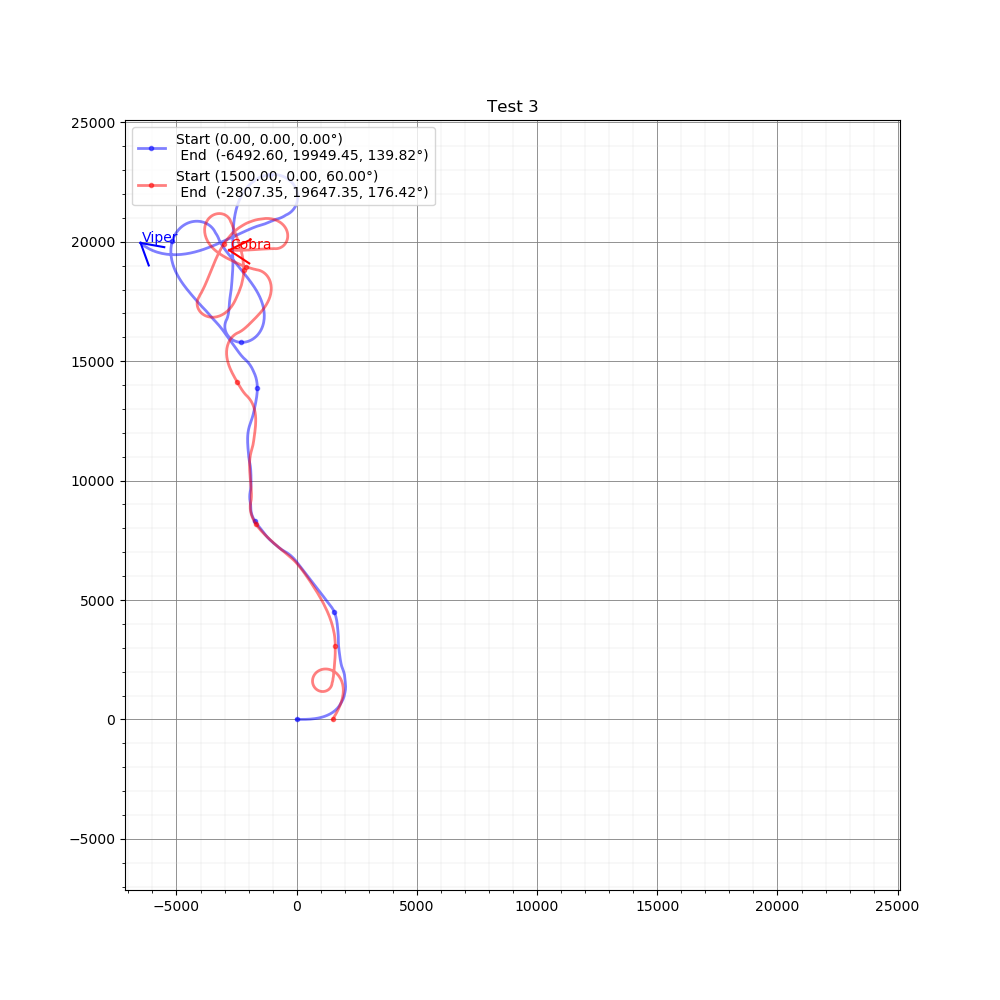 Test 3
Start (0.00, 0.00, 0.00°)
End (-6492.60, 19949.45, 139.82°)
Start (1500.00, 0.00, 60.00°)
End (-2807.35, 19647.35, 176.42°)
25000
20000
15000
10000
5000
0
−5000
Viper
Cobra
−5000
0
5000
10000
15000
20000
25000